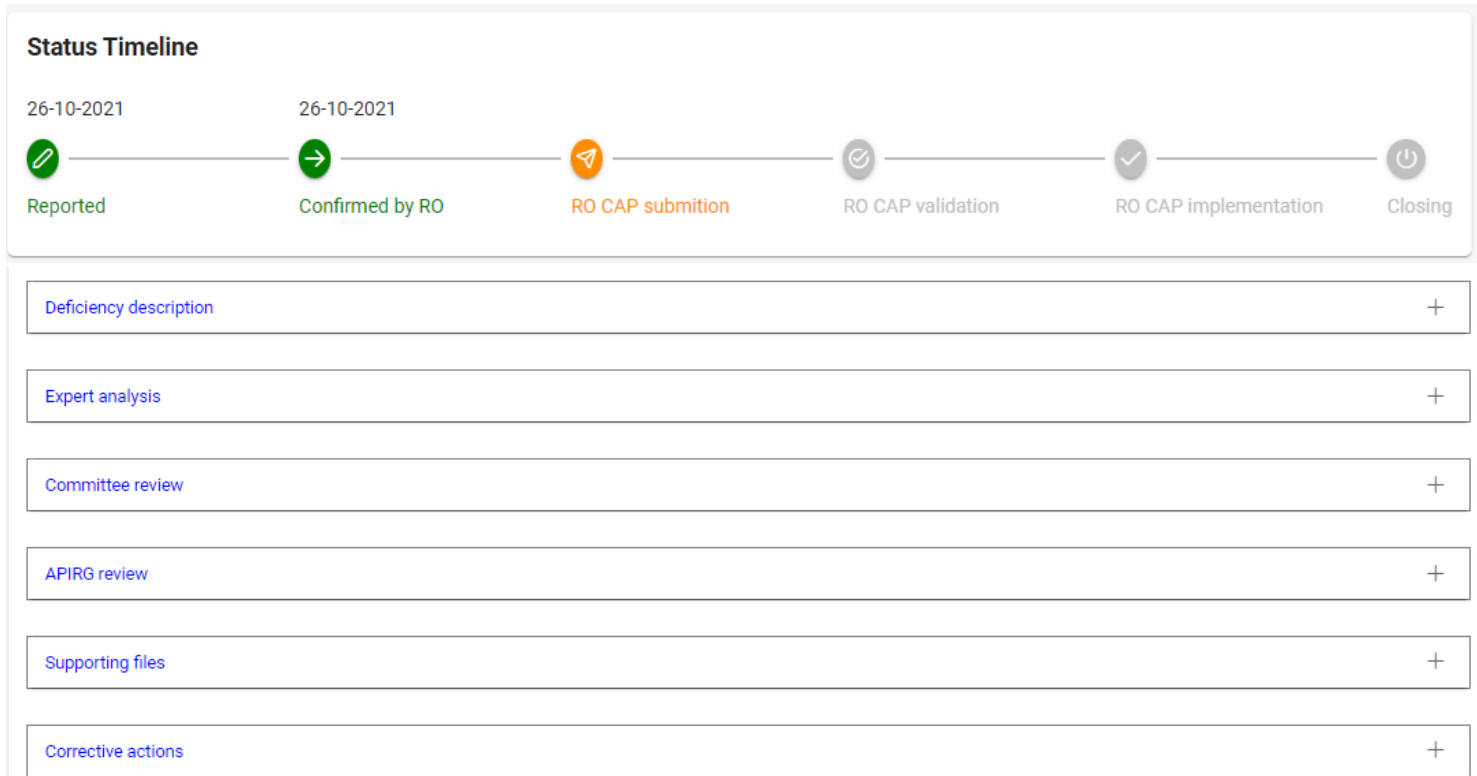 Status Timeline
26-10-2021 26-10-2021
Reported Confirmed by RO RO CAP submition RO CAP validation RO CAP implementation Closing
Deficiency description
Expert analysis
Committee review
APIRG review
Supporting files
Corrective actions